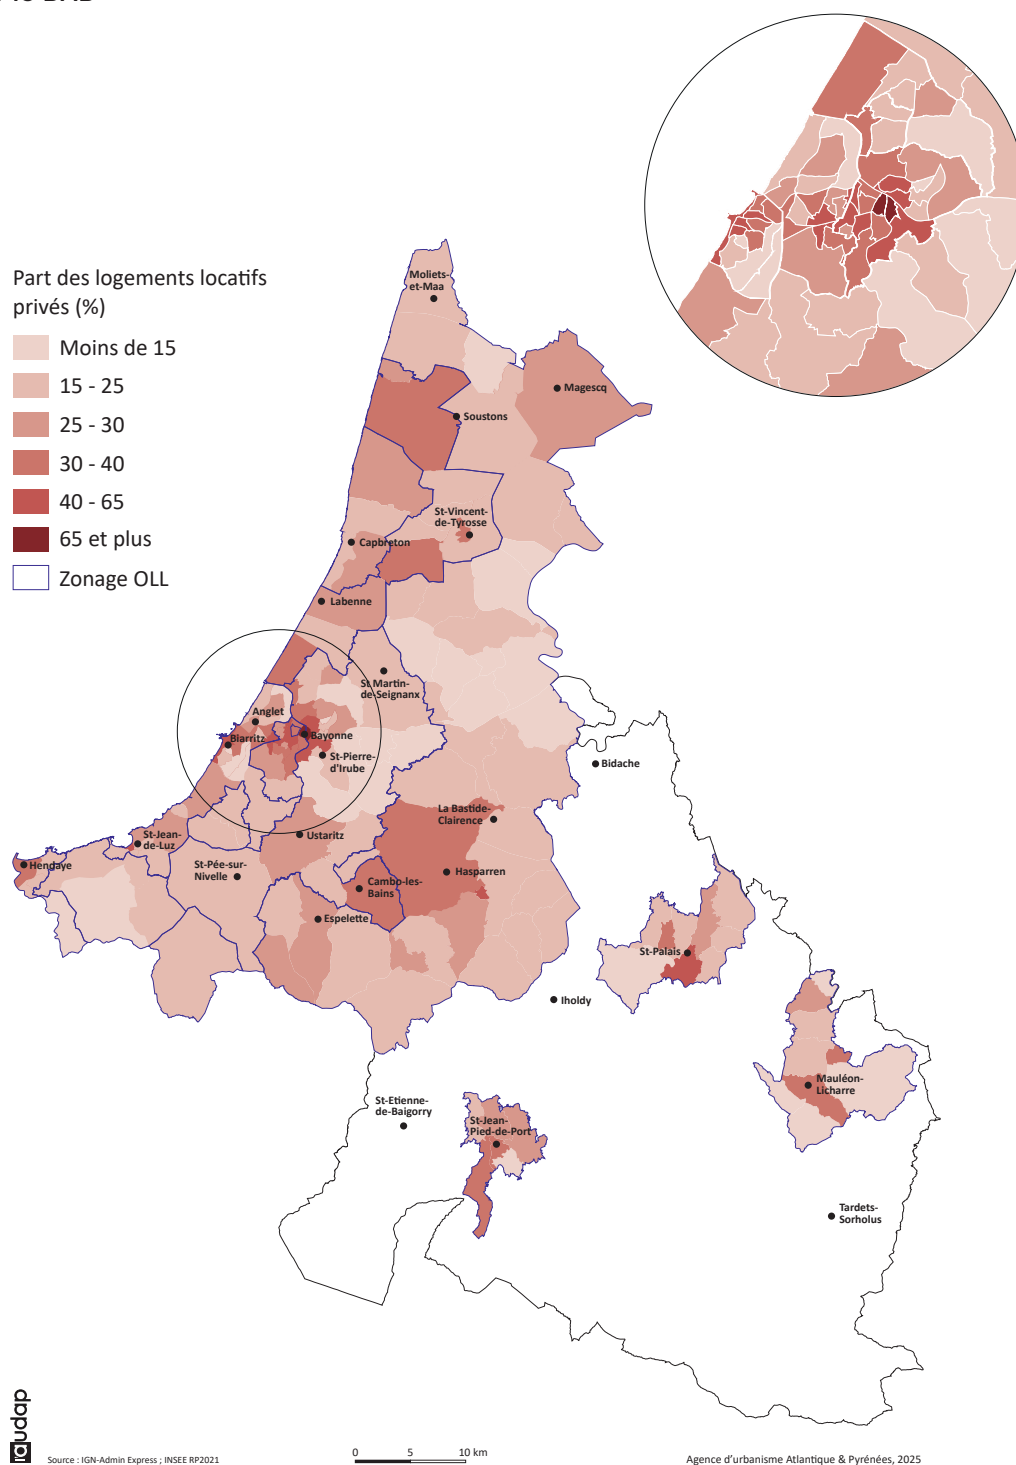 Part des logements locatifs
privés (%)
Moins de 15
15 - 25
25 - 30
30 - 40
40 - 65
65 et plus
Zonage OLL
Moliets-
et-Maa
Magescq
Soustons
St-Vincent-
de-Tyrosse
Capbreton
Labenne
St Martin-
de-Seignanx
Anglet
Biarritz
Bayonne
St-Pierre-
d'Irube
Bidache
La Bastide-
Clairence
Ustaritz
St-Jean-
de-Luz
Hendaye
St-Pée-sur-
Nivelle
Cambo-les-
Bains
Hasparren
Espelette
St-Palais
Iholdy
Mauléon-
Licharre
St-Etienne-
de-Baigorry
St-Jean-
Pied-de-Port
Tardets-
Sorholus
audap
Source : IGN-Admin Express ; INSEE RP2021
0 5 10 km
Agence d'urbanisme Atlantique & Pyrénées, 2025